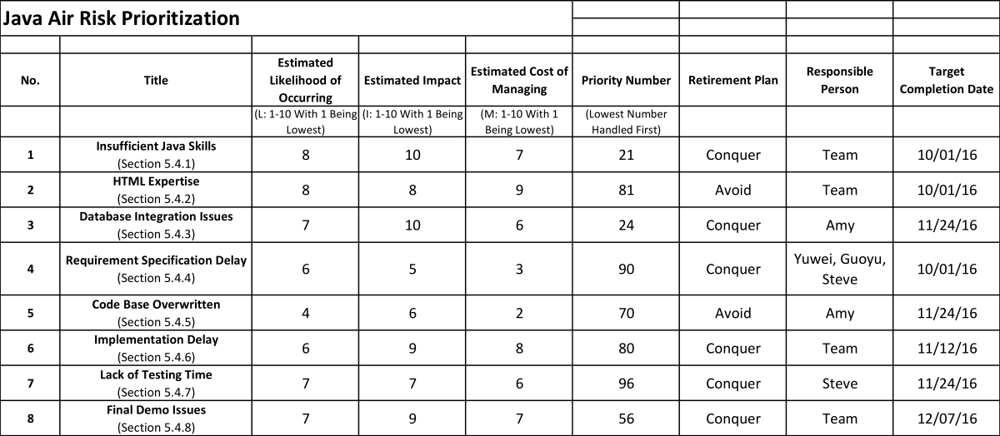 Java Air Risk Prioritization
No. Title Estimated Likelihood of Occurring Estimated Impact Estimated Cost of Managing Priority Number Retirement Plan Responsible Person Target Completion Date
(L: 1-10 With 1 Being Lowest) (I: 1-10 With 1 Being Lowest) (M: 1-10 With 1 Being Lowest) (Lowest Number Handled First)
1 Insufficient Java Skills (Section 5.4.1) 8 10 7 21 Conquer Team 10/01/16
2 HTML Expertise (Section 5.4.2) 8 8 9 81 Avoid Team 10/01/16
3 Database Integration Issues (Section 5.4.3) 7 10 6 24 Conquer Amy 11/24/16
4 Requirement Specification Delay (Section 5.4.4) 6 5 3 90 Conquer Yuwei, Guoyu, Steve 10/01/16
5 Code Base Overwritten (Section 5.4.5) 4 6 2 70 Avoid Amy 11/24/16
6 Implementation Delay (Section 5.4.6) 6 9 8 80 Conquer Team 11/12/16
7 Lack of Testing Time (Section 5.4.7) 7 7 6 96 Conquer Steve 11/24/16
8 Final Demo Issues (Section 5.4.8) 7 9 7 56 Conquer Team 12/07/16